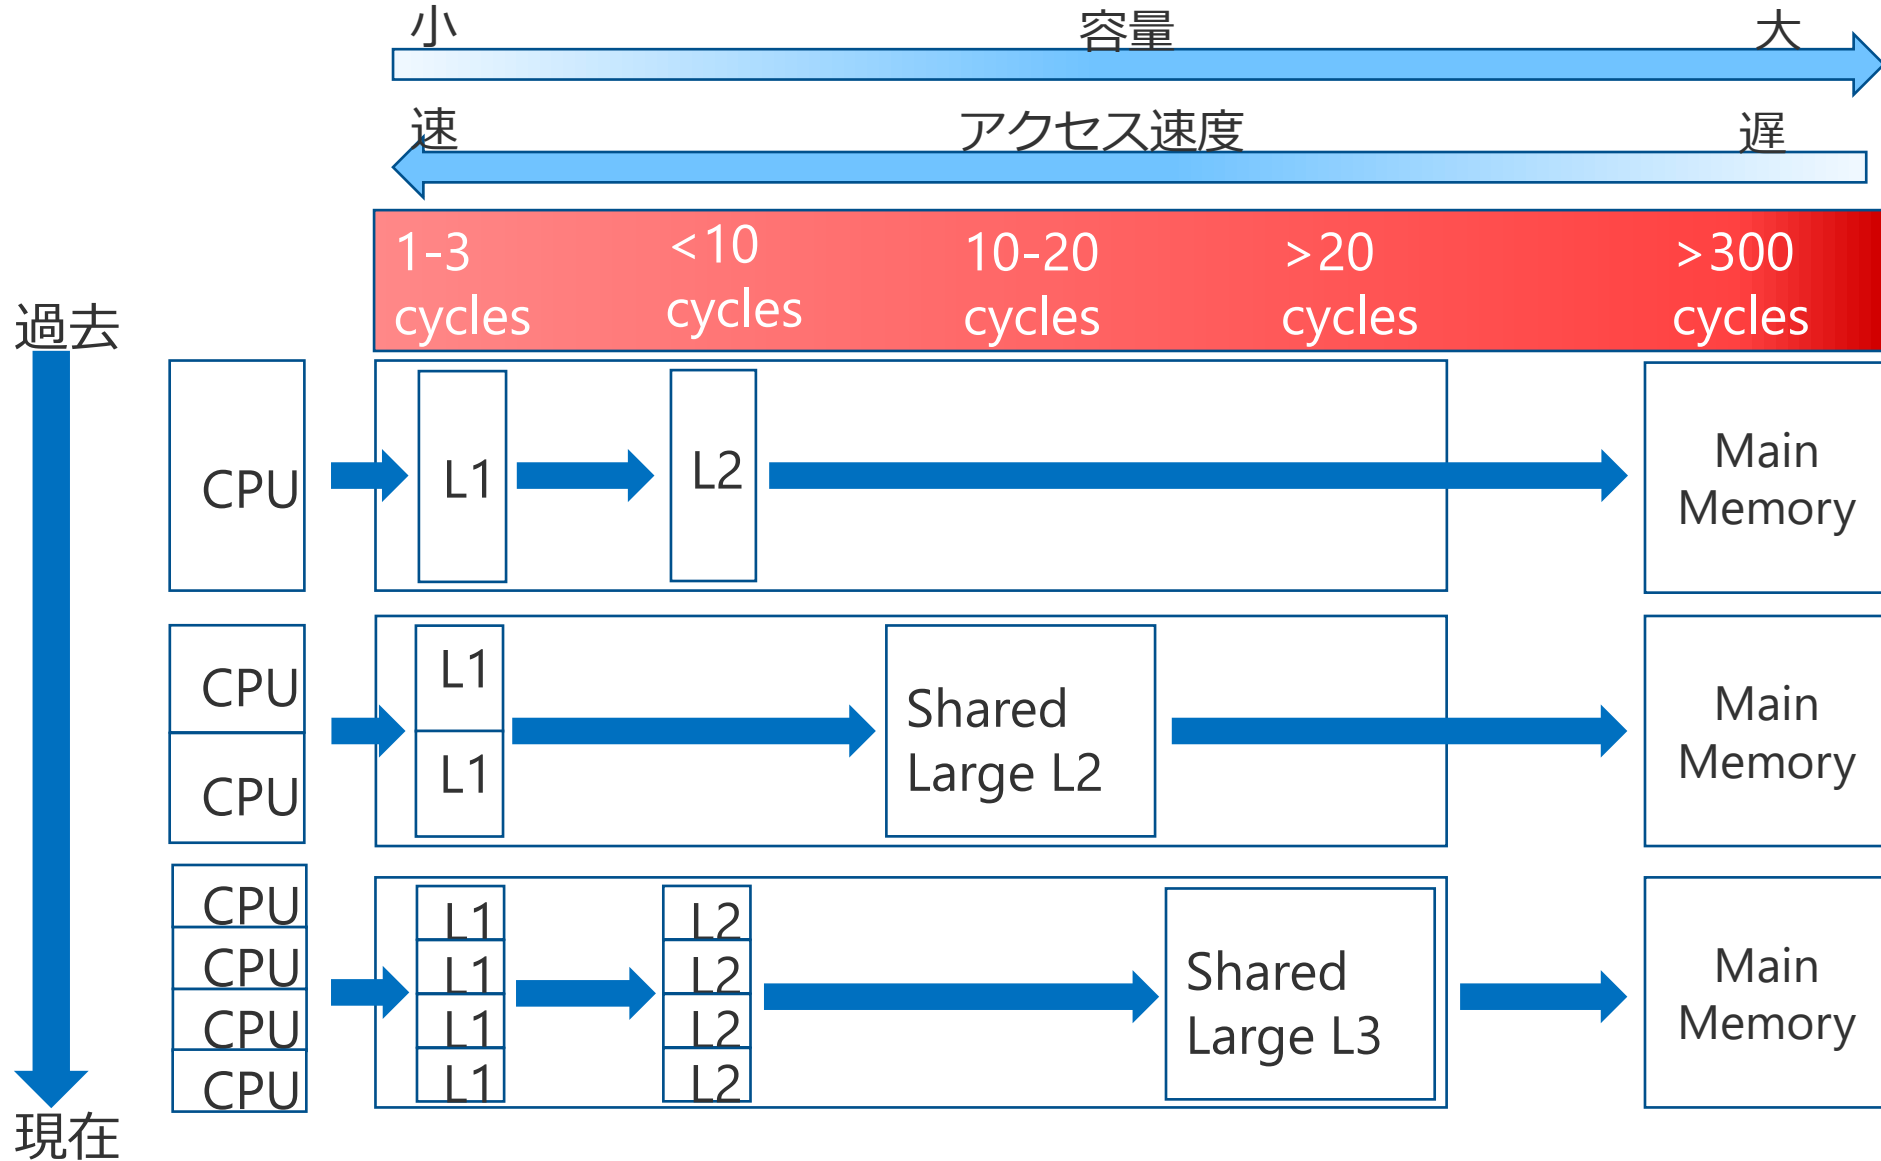 小 容量 大
速 アクセス速度 遅
1-3 <10 10-20 >20 >300
cycles cycles cycles cycles cycles
過去
CPU L1 L2 Main
Memory
CPU L1 Shared Main
CPU L1 Large L2 Memory
CPU L1 L2
CPU L1 L2 Shared Main
CPU L1 L2 Large L3 Memory
CPU L1 L2
現在